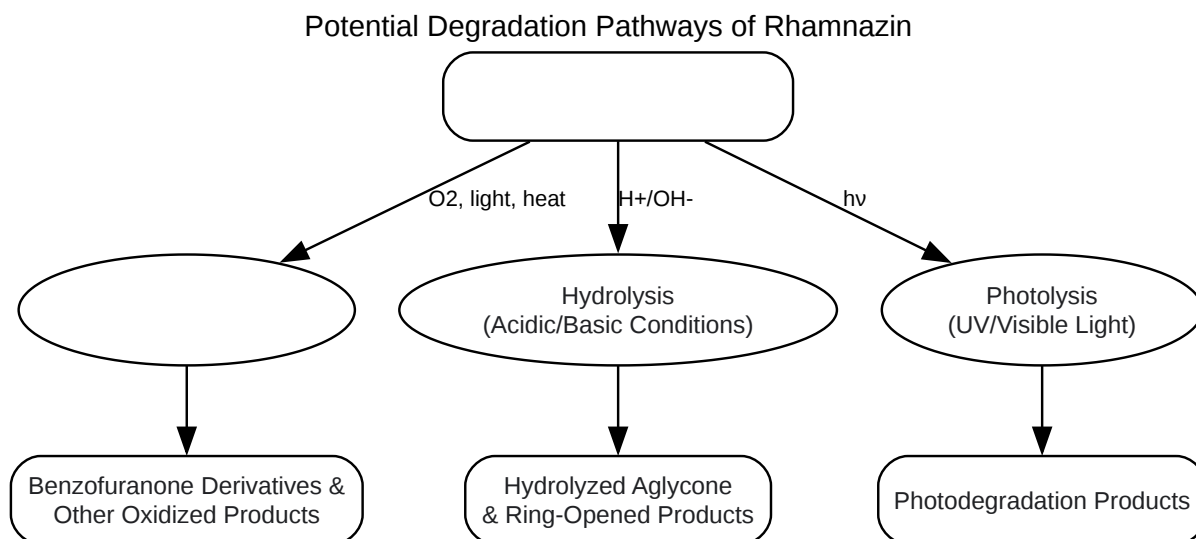 Potential Degradation Pathways of Rhamnazin
O2, light, heat
H+/OH-
hν
Hydrolysis
(Acidic/Basic Conditions)
Photolysis
(UV/Visible Light)
Benzofuranone Derivatives &
Other Oxidized Products
Hydrolyzed Aglycone
& Ring-Opened Products
Photodegradation Products